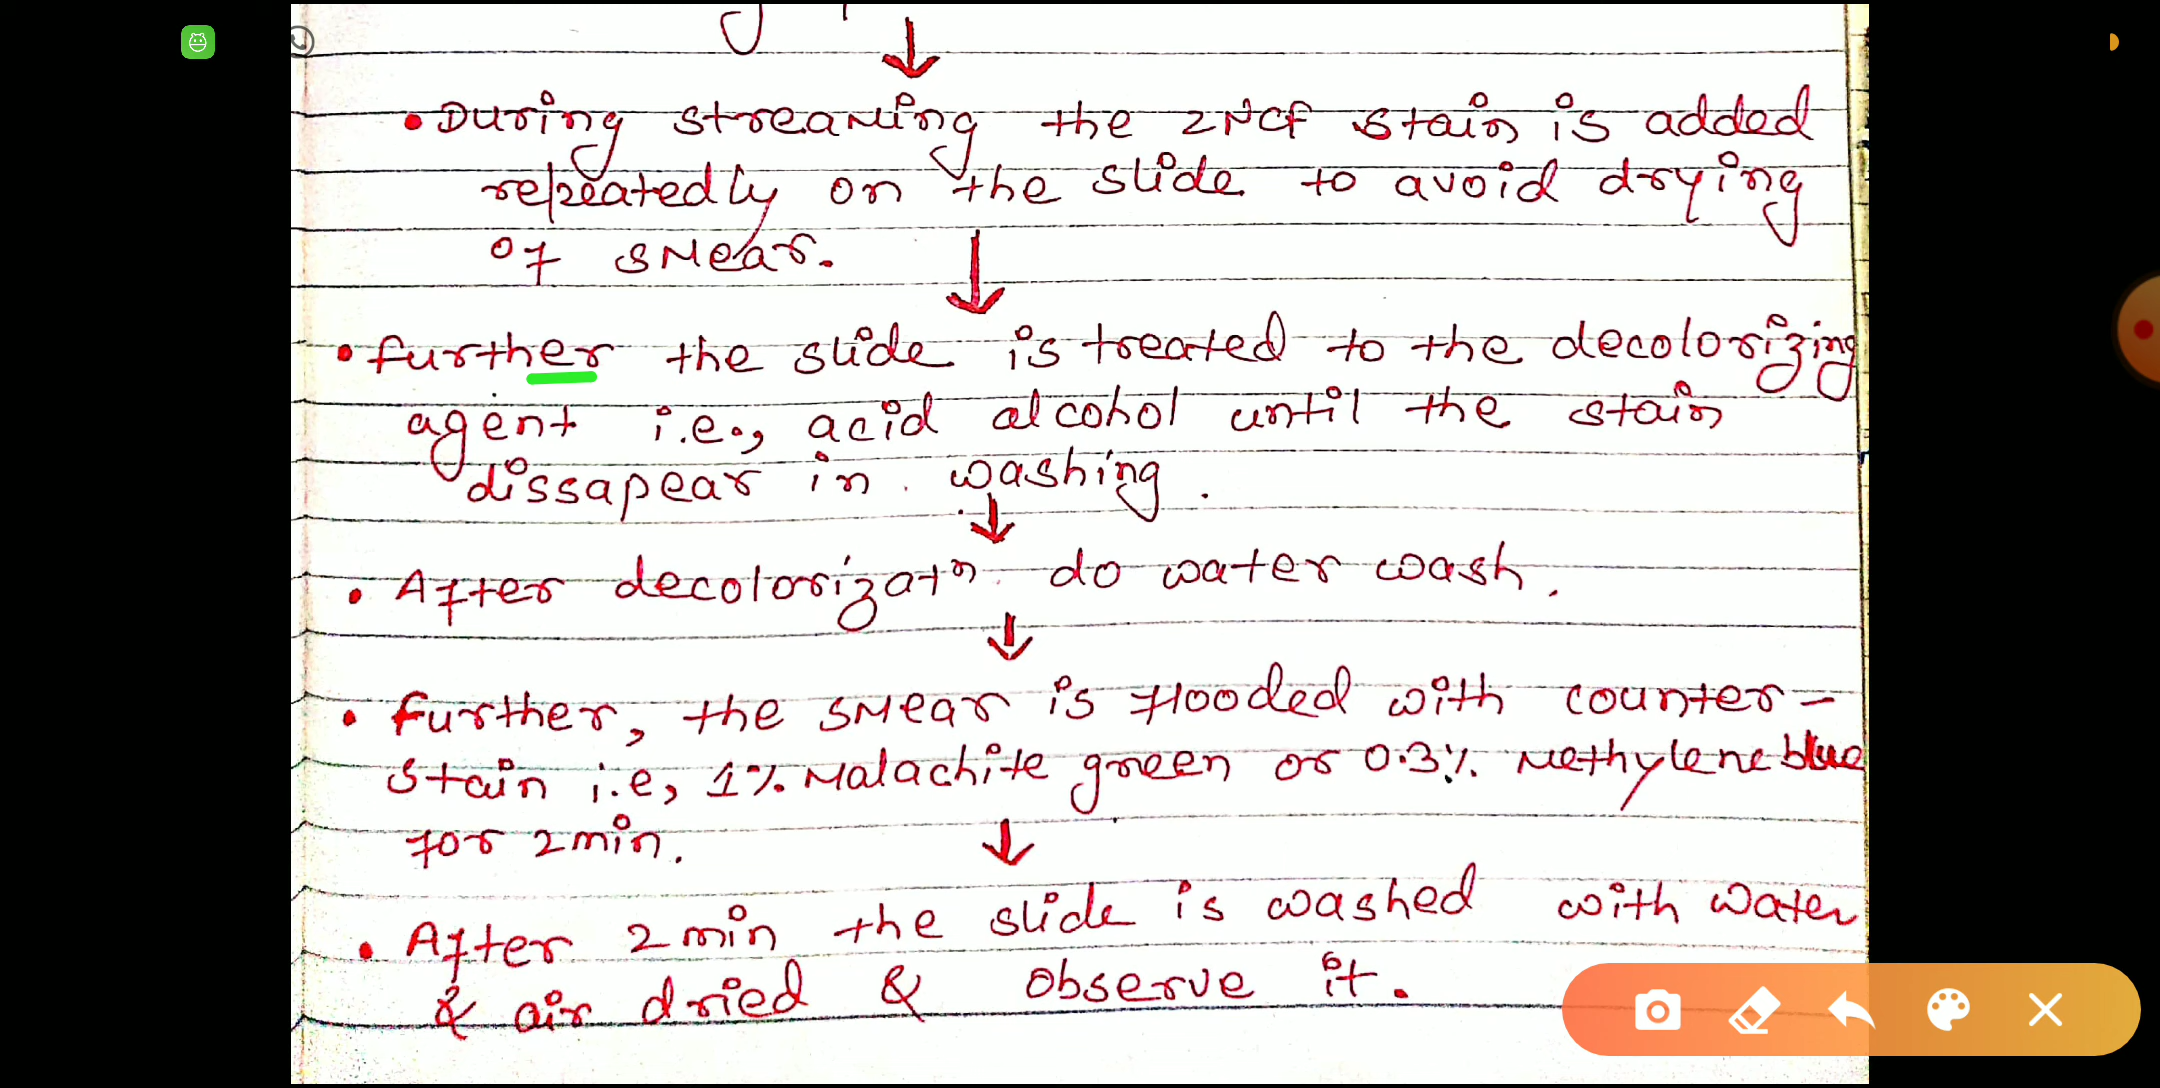 • During streaming the ZNCF stain is added
repeatedly on the slide to avoid drying
of smear.
• further the slide is treated to the decolorizing
agent i.e., acid alcohol until the stain
dissapear in washing.
• After decolorizatn do water wash.
• further, the smear is flooded with counter-
stain i.e, 1% Malachite green or 0.3% Methylene blue
for 2 min.
• After 2 min the slide is washed with water
& air dried & observe it.